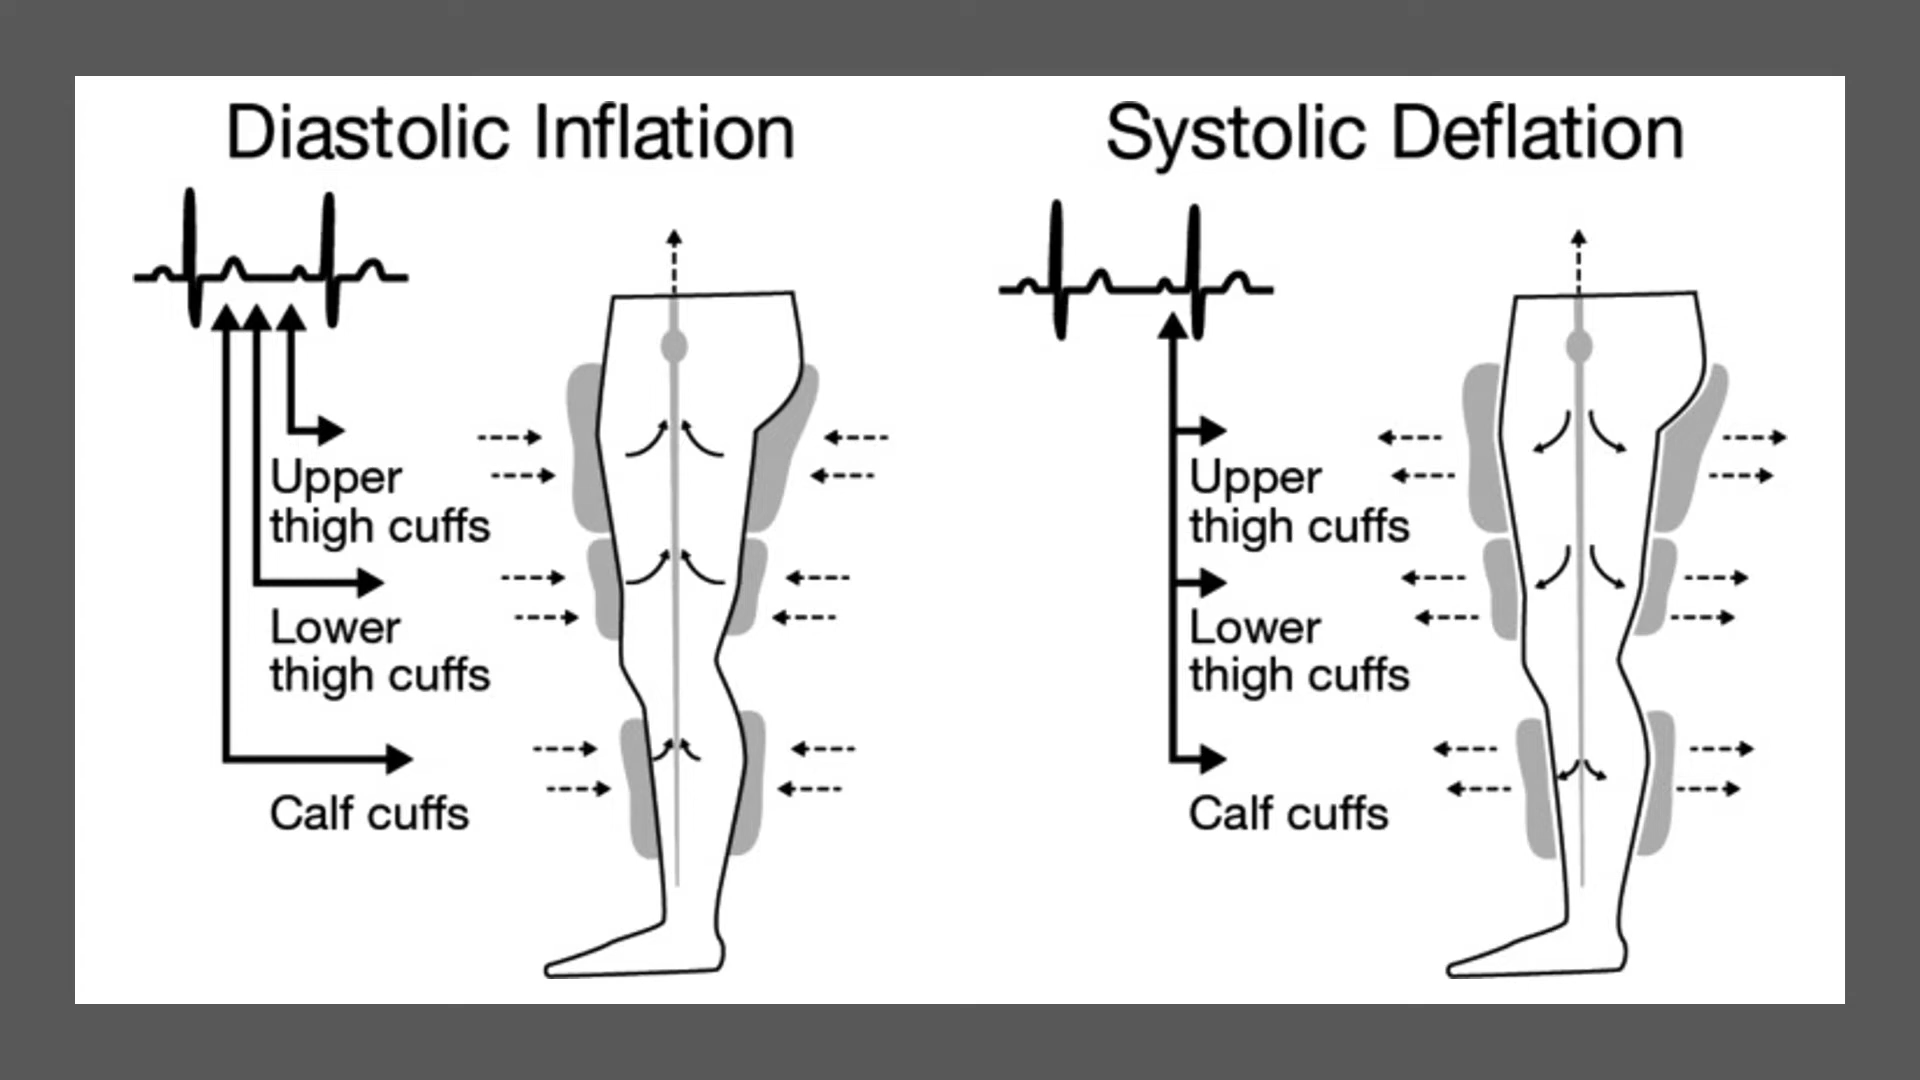 Diastolic Inflation
Upper
thigh cuffs
Lower
thigh cuffs
Calf cuffs
Systolic Deflation
Upper
thigh cuffs
Lower
thigh cuffs
Calf cuffs